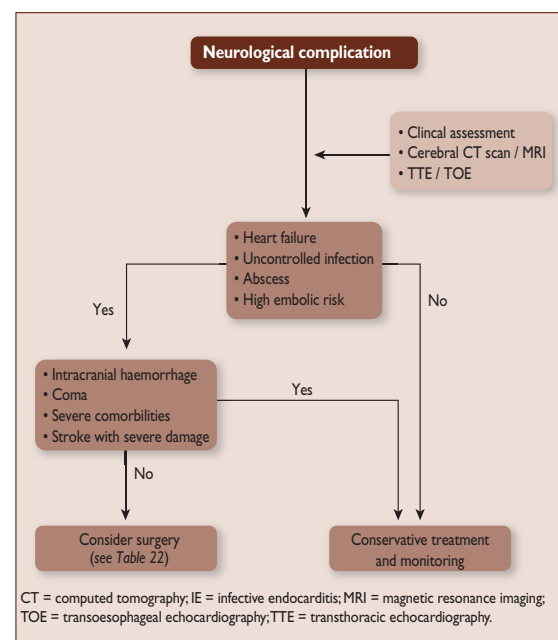 Neurological complication
• Clincal assessment
• Cerebral CT scan / MRI
• TTE / TOE
• Heart failure
• Uncontrolled infection
• Abscess
• High embolic risk
Yes
No
• Intracranial haemorrhage
• Coma
• Severe comorbilities
• Stroke with severe damage
Yes
No
Consider surgery
(see Table 22)
Conservative treatment
and monitoring
CT = computed tomography; IE = infective endocarditis; MRI = magnetic resonance imaging;
TOE = transoesophageal echocardiography; TTE = transthoracic echocardiography.